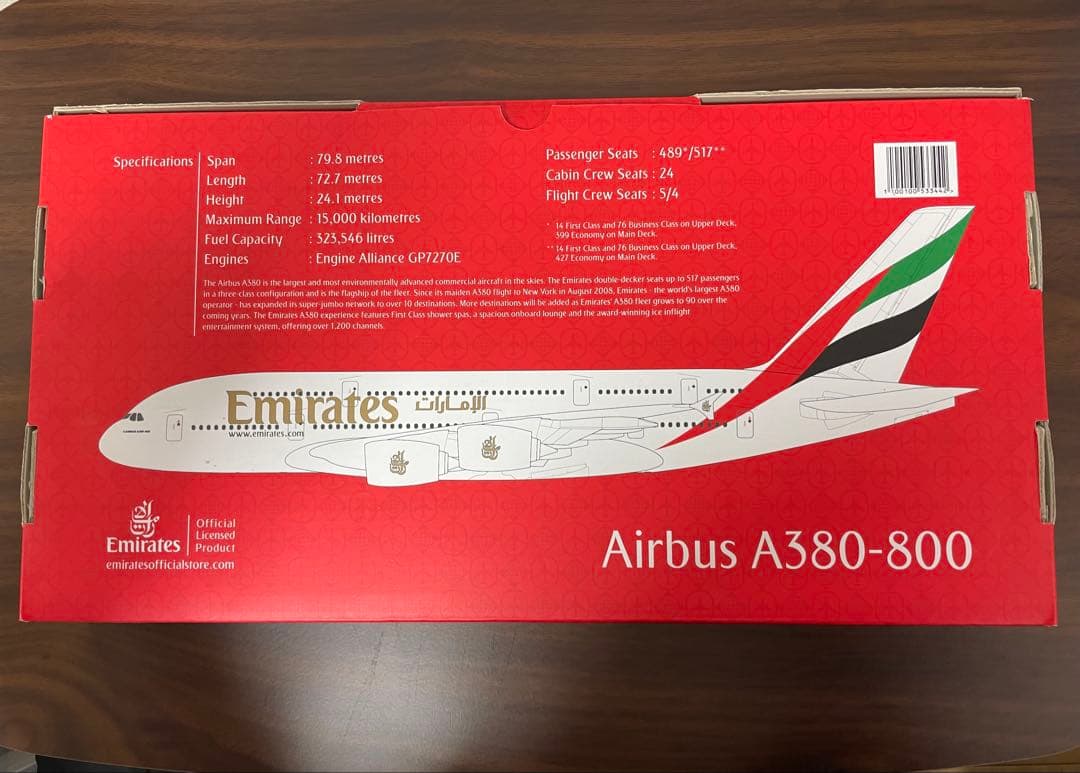 Specifications
Span : 79.8 metres
Length : 72.7 metres
Height : 24.1 metres
Maximum Range : 15,000 kilometres
Fuel Capacity : 323,546 litres
Engines : Engine Alliance GP7270E
Passenger Seats : 489*/517**
Cabin Crew Seats : 24
Flight Crew Seats : 5/4
* 14 First Class and 76 Business Class on Upper Deck.
399 Economy on Main Deck.
** 14 First Class and 76 Business Class on Upper Deck.
427 Economy on Main Deck.
The Airbus A380 is the largest and most environmentally advanced commercial aircraft in the skies. The Emirates double-decker seats up to 517 passengers
in a three class configuration and is the flagship of the fleet. Since its maiden A380 flight to New York in August 2008, Emirates - the world's largest A380
operator - has expanded its super-jumbo network to over 10 destinations. More destinations will be added as Emirates' A380 fleet grows to 90 over the
coming years. The Emirates A380 experience features First Class shower spas, a spacious onboard lounge and the award-winning ice inflight
entertainment system, offering over 1,200 channels.
1 100100 533442 >
Emirates الإمارات
www.emirates.com
Emirates
Official
Licensed
Product
emiratesofficialstore.com
Airbus A380-800